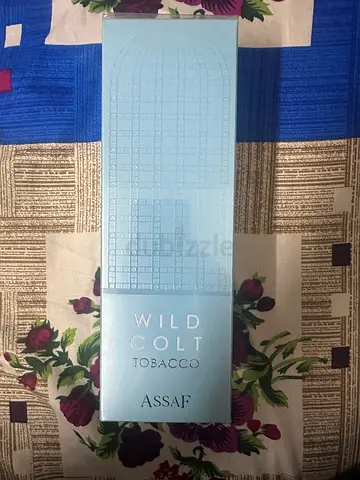 dubizzle
WILD
COLT
TOBACCO
ASSAF